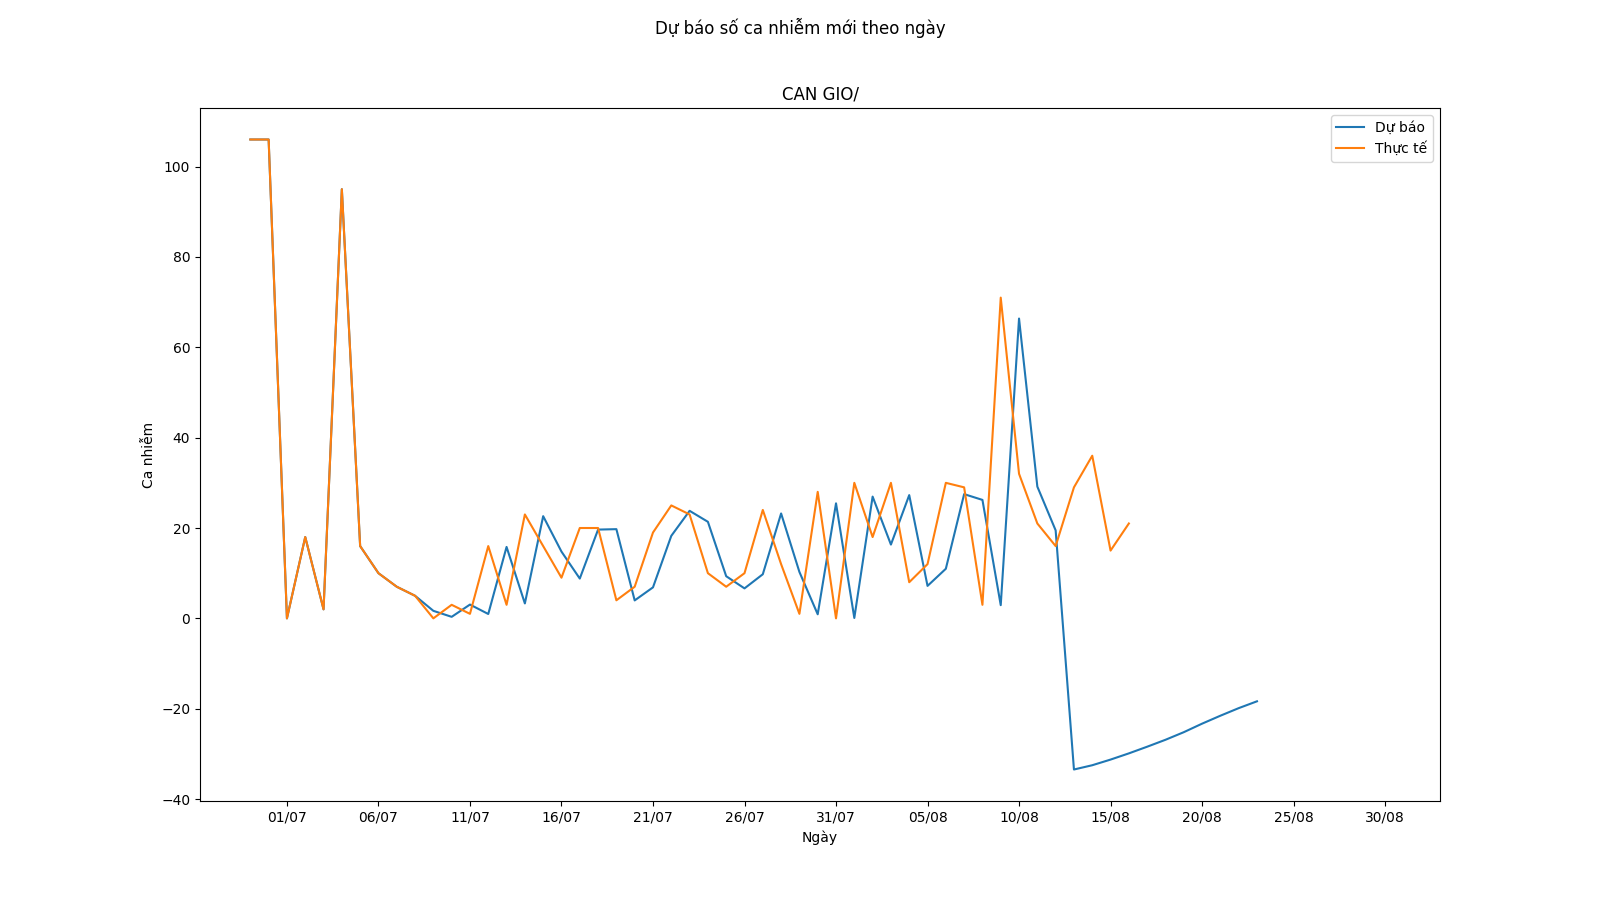 Dự báo số ca nhiễm mới theo ngày
CAN GIO/
Dự báo
Thực tế
100
80
60
40
20
0
−20
−40
Ca nhiễm
01/07 06/07 11/07 16/07 21/07 26/07 31/07 05/08 10/08 15/08 20/08 25/08 30/08
Ngày